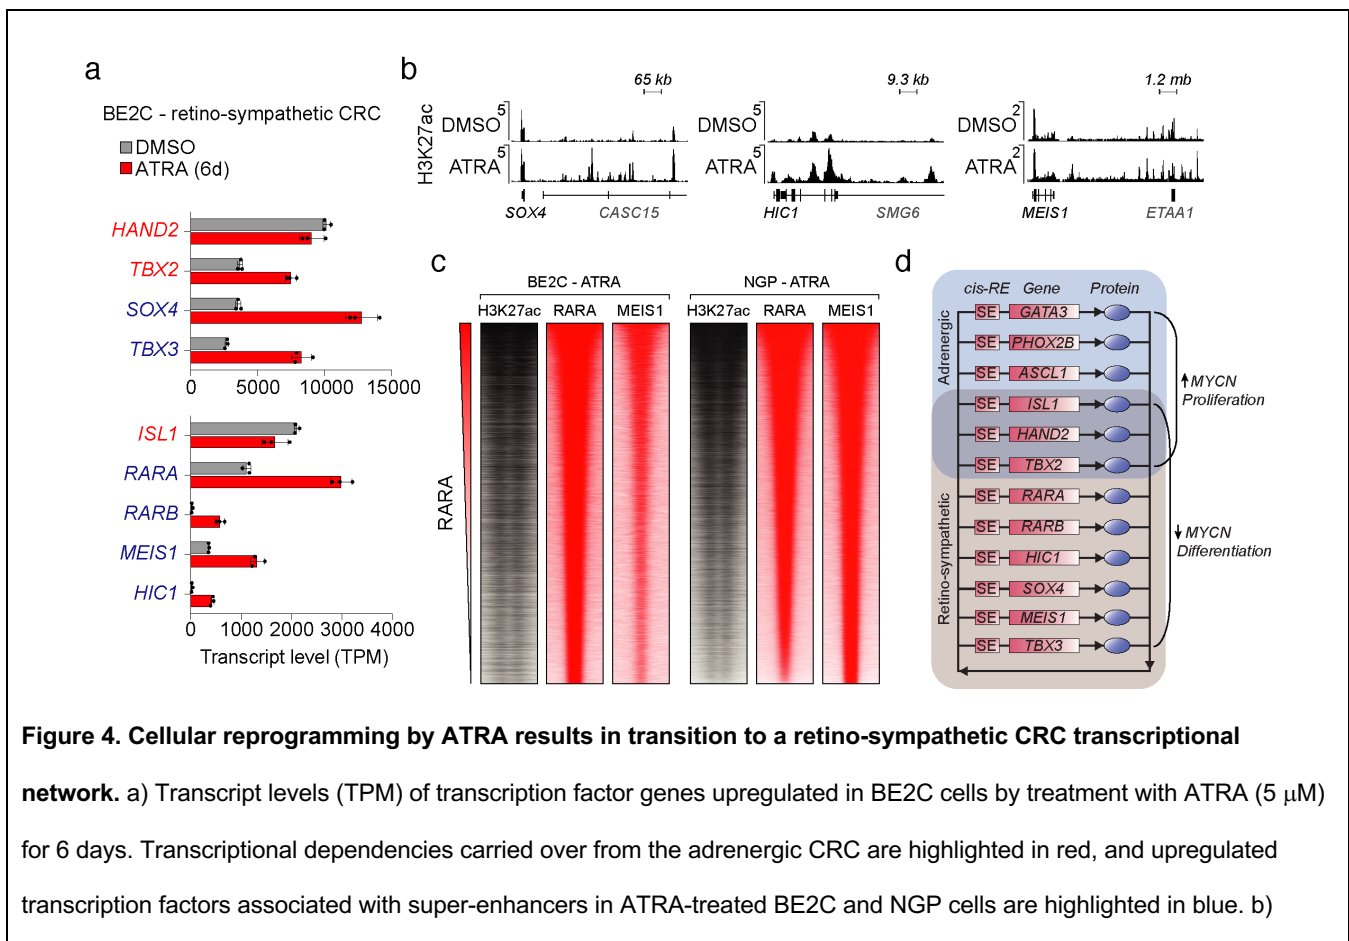 a
BE2C - retino-sympathetic CRC
DMSO
ATRA (6d)
HAND2
TBX2
SOX4
TBX3
0 5000 10000 15000
ISL1
RARA
RARB
MEIS1
HIC1
0 1000 2000 3000 4000
Transcript level (TPM)
b
H3K27ac
65 kb
DMSO 5
ATRA 5
SOX4 CASC15
9.3 kb
DMSO 5
ATRA 5
HIC1 SMG6
1.2 mb
DMSO 2
ATRA 2
MEIS1 ETAA1
c
BE2C - ATRA NGP - ATRA
H3K27ac RARA MEIS1 H3K27ac RARA MEIS1
RARA
d
cis-RE Gene Protein
Adrenergic
Retino-sympathetic
SE GATA3
SE PHOX2B
SE ASCL1
SE ISL1
SE HAND2
SE TBX2
SE RARA
SE RARB
SE HIC1
SE SOX4
SE MEIS1
SE TBX3
↑ MYCN
Proliferation
↓ MYCN
Differentiation
Figure 4. Cellular reprogramming by ATRA results in transition to a retino-sympathetic CRC transcriptional
network. a) Transcript levels (TPM) of transcription factor genes upregulated in BE2C cells by treatment with ATRA (5 μM)
for 6 days. Transcriptional dependencies carried over from the adrenergic CRC are highlighted in red, and upregulated
transcription factors associated with super-enhancers in ATRA-treated BE2C and NGP cells are highlighted in blue. b)